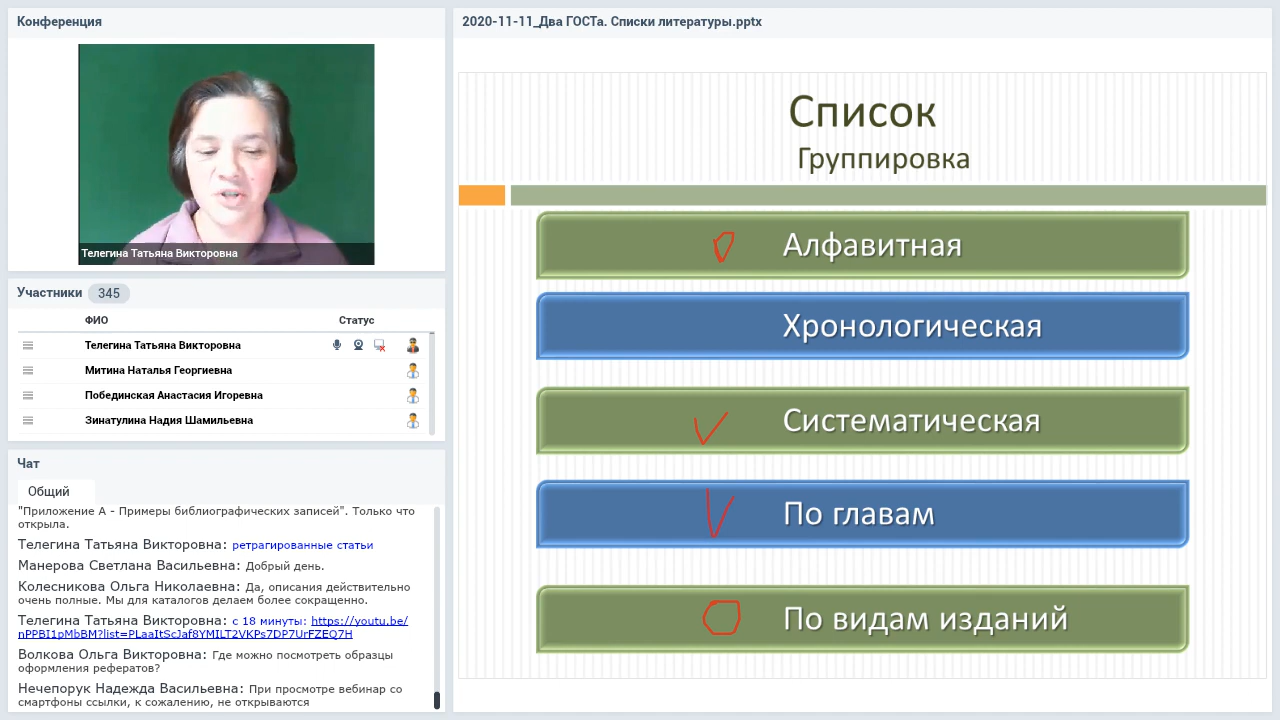 Конференция
Телегина Татьяна Викторовна
Участники 345
ФИО Статус
Телегина Татьяна Викторовна
Митина Наталья Георгиевна
Побединская Анастасия Игоревна
Зинатулина Надия Шамильевна
Чат
Общий
"Приложение А - Примеры библиографических записей". Только что
открыла.
Телегина Татьяна Викторовна: ретрагированные статьи
Манерова Светлана Васильевна: Добрый день.
Колесникова Ольга Николаевна: Да, описания действительно
очень полные. Мы для каталогов делаем более сокращенно.
Телегина Татьяна Викторовна: с 18 минуты: https://youtu.be/
nPPBI1pMbBM?list=PLaaItScJaf8YMILT2VKPs7DP7UrFZEQ7H
Волкова Ольга Викторовна: Где можно посмотреть образцы
оформления рефератов?
Нечепорук Надежда Васильевна: При просмотре вебинар со
смартфоны ссылки, к сожалению, не открываются
2020-11-11_Два ГОСТа. Списки литературы.pptx
Список
Группировка
Алфавитная
Хронологическая
Систематическая
По главам
По видам изданий